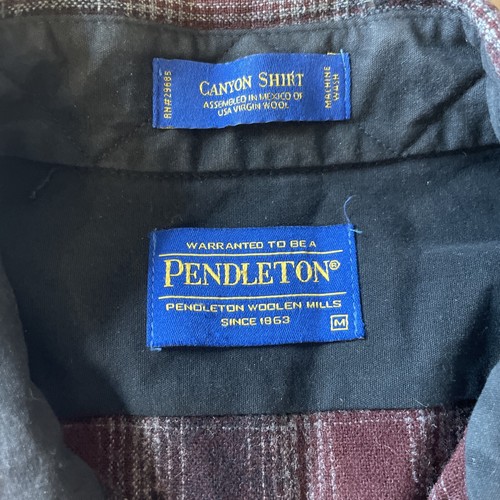 RN#29685
CANYON SHIRT
ASSEMBLED IN MEXICO OF
USA VIRGIN WOOL
MACHINE
WASH
WARRANTED TO BE A
PENDLETON®
PENDLETON WOOLEN MILLS
SINCE 1863
M